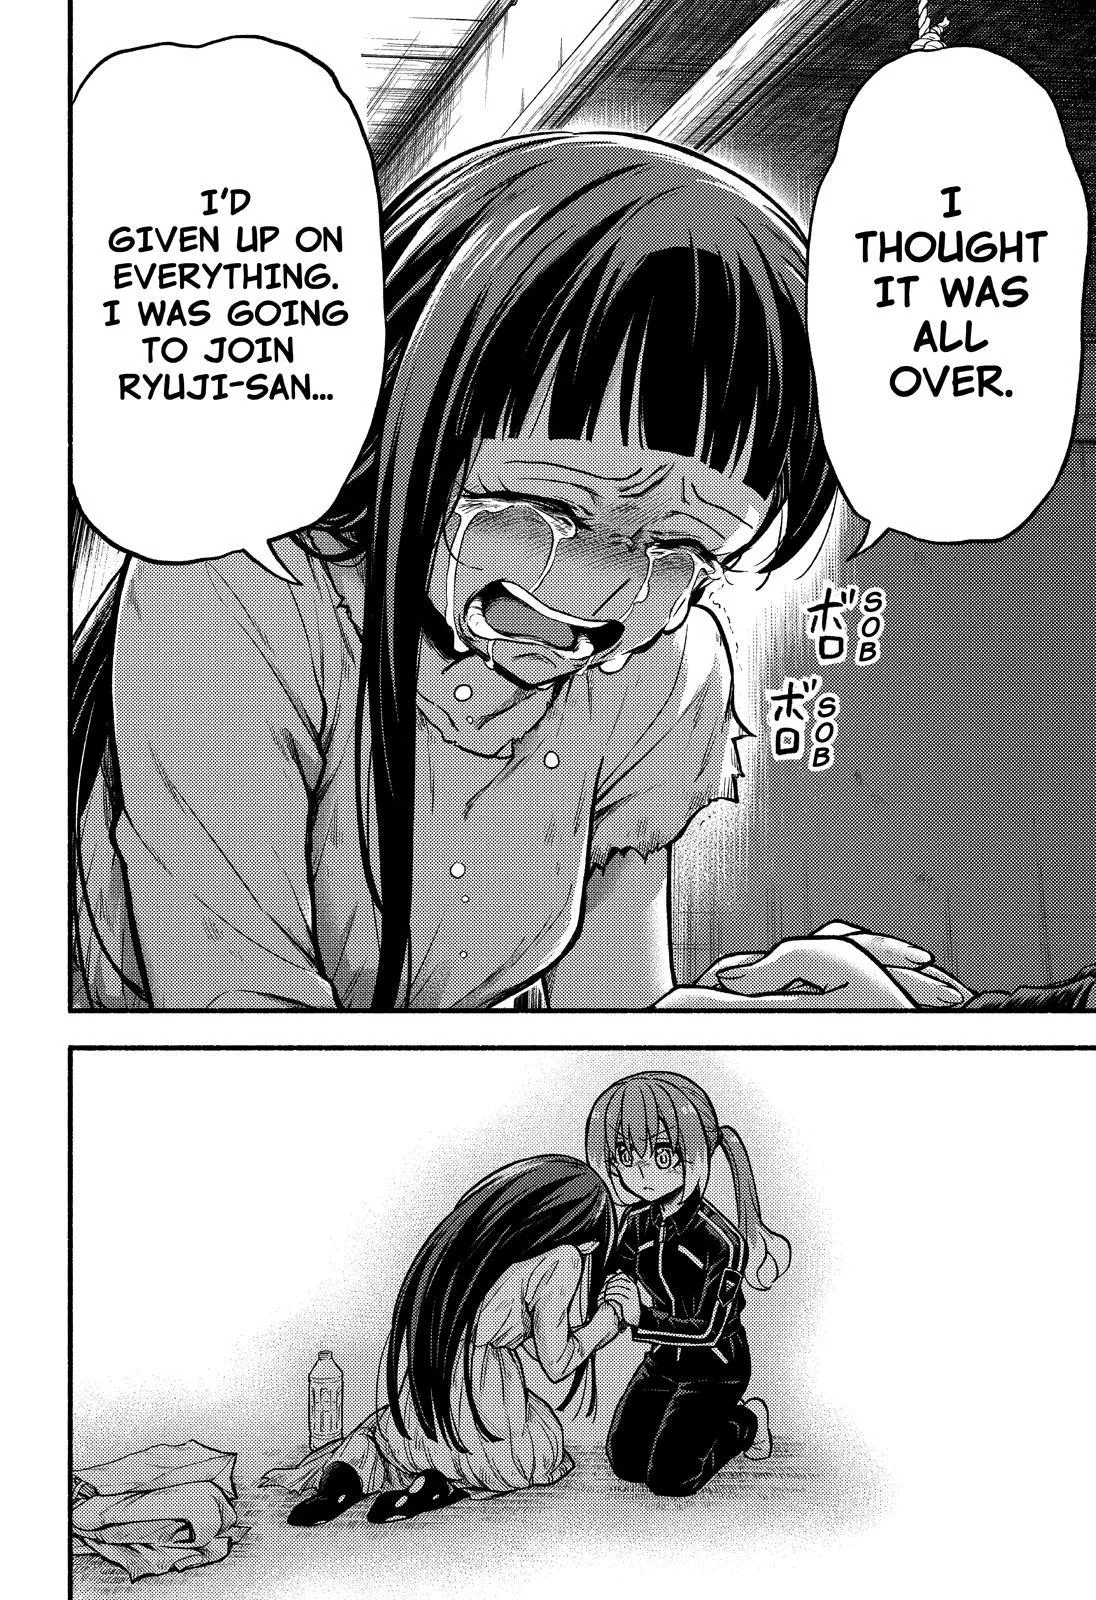 I
THOUGHT
IT WAS
ALL
OVER.
I'D
GIVEN UP ON
EVERYTHING.
I WAS GOING
TO JOIN
RYUJI-SAN...
ボロ
SOB
ボロ
SOB